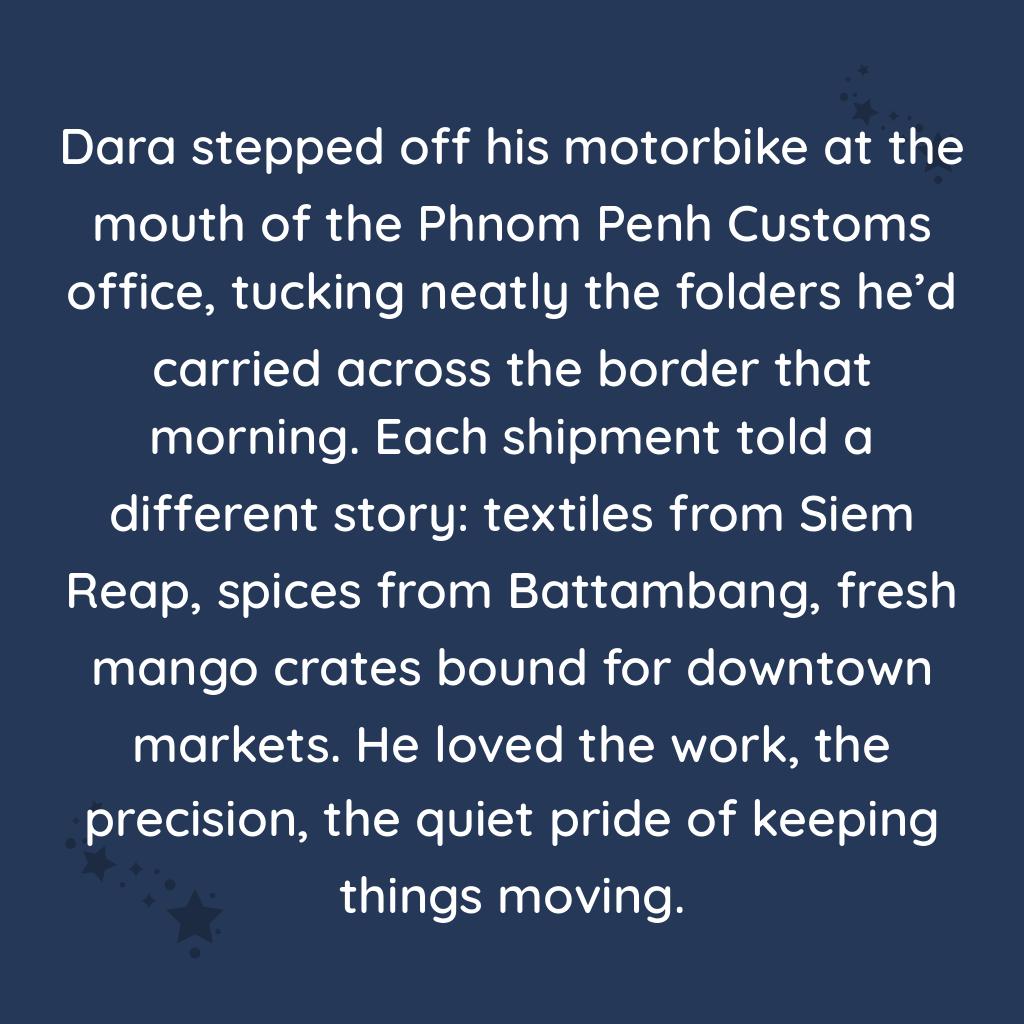 Dara stepped off his motorbike at the
mouth of the Phnom Penh Customs
office, tucking neatly the folders he’d
carried across the border that
morning. Each shipment told a
different story: textiles from Siem
Reap, spices from Battambang, fresh
mango crates bound for downtown
markets. He loved the work, the
precision, the quiet pride of keeping
things moving.